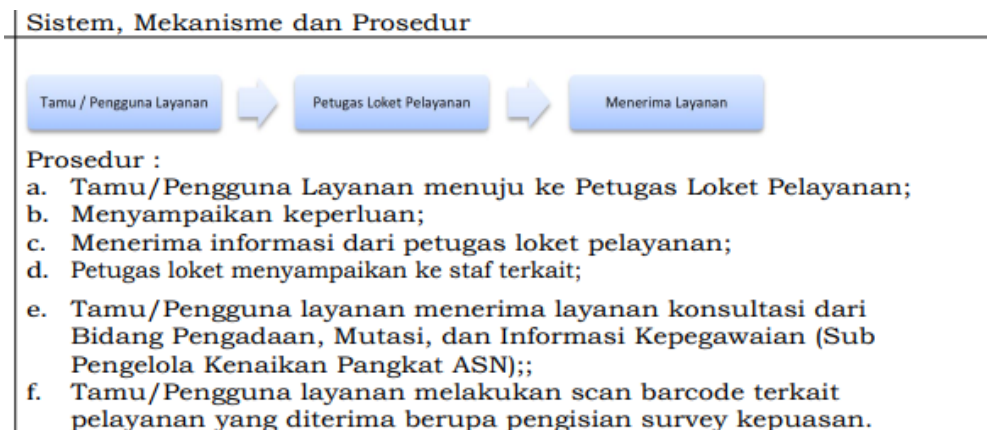 Sistem, Mekanisme dan Prosedur
Tamu / Pengguna Layanan
Petugas Loket Pelayanan
Menerima Layanan
Prosedur :
a. Tamu/Pengguna Layanan menuju ke Petugas Loket Pelayanan;
b. Menyampaikan keperluan;
c. Menerima informasi dari petugas loket pelayanan;
d. Petugas loket menyampaikan ke staf terkait;
e. Tamu/Pengguna layanan menerima layanan konsultasi dari
Bidang Pengadaan, Mutasi, dan Informasi Kepegawaian (Sub
Pengelola Kenaikan Pangkat ASN);;
f. Tamu/Pengguna layanan melakukan scan barcode terkait
pelayanan yang diterima berupa pengisian survey kepuasan.